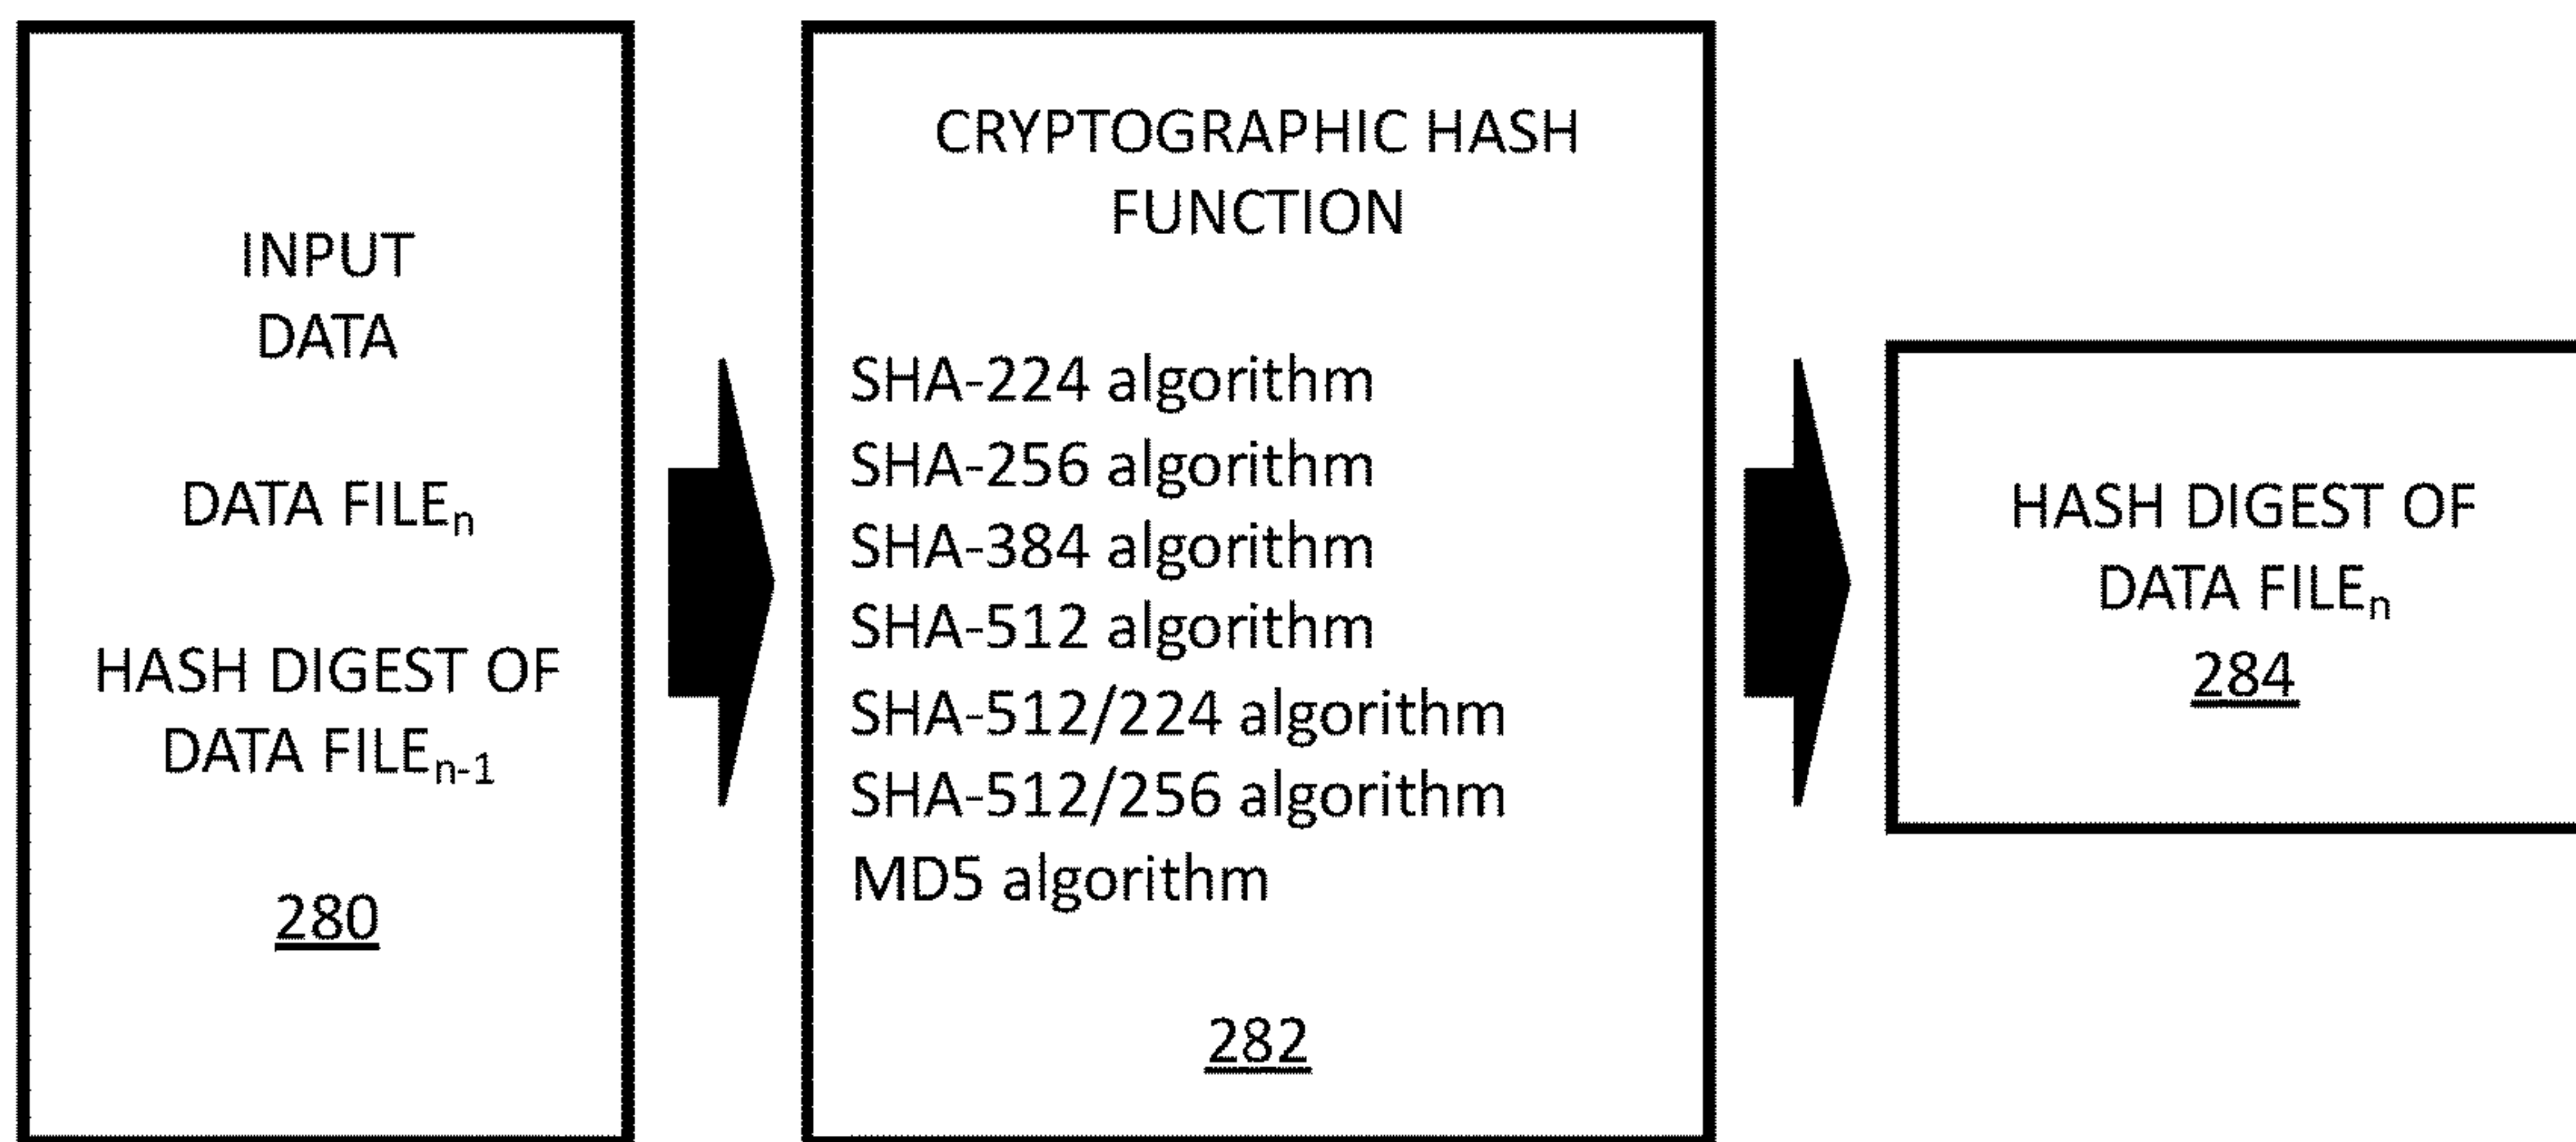 INPUT
DATA
DATA FILEₙ
HASH DIGEST OF
DATA FILEₙ₋₁
280
CRYPTOGRAPHIC HASH
FUNCTION
SHA-224 algorithm
SHA-256 algorithm
SHA-384 algorithm
SHA-512 algorithm
SHA-512/224 algorithm
SHA-512/256 algorithm
MD5 algorithm
282
HASH DIGEST OF
DATA FILEₙ
284